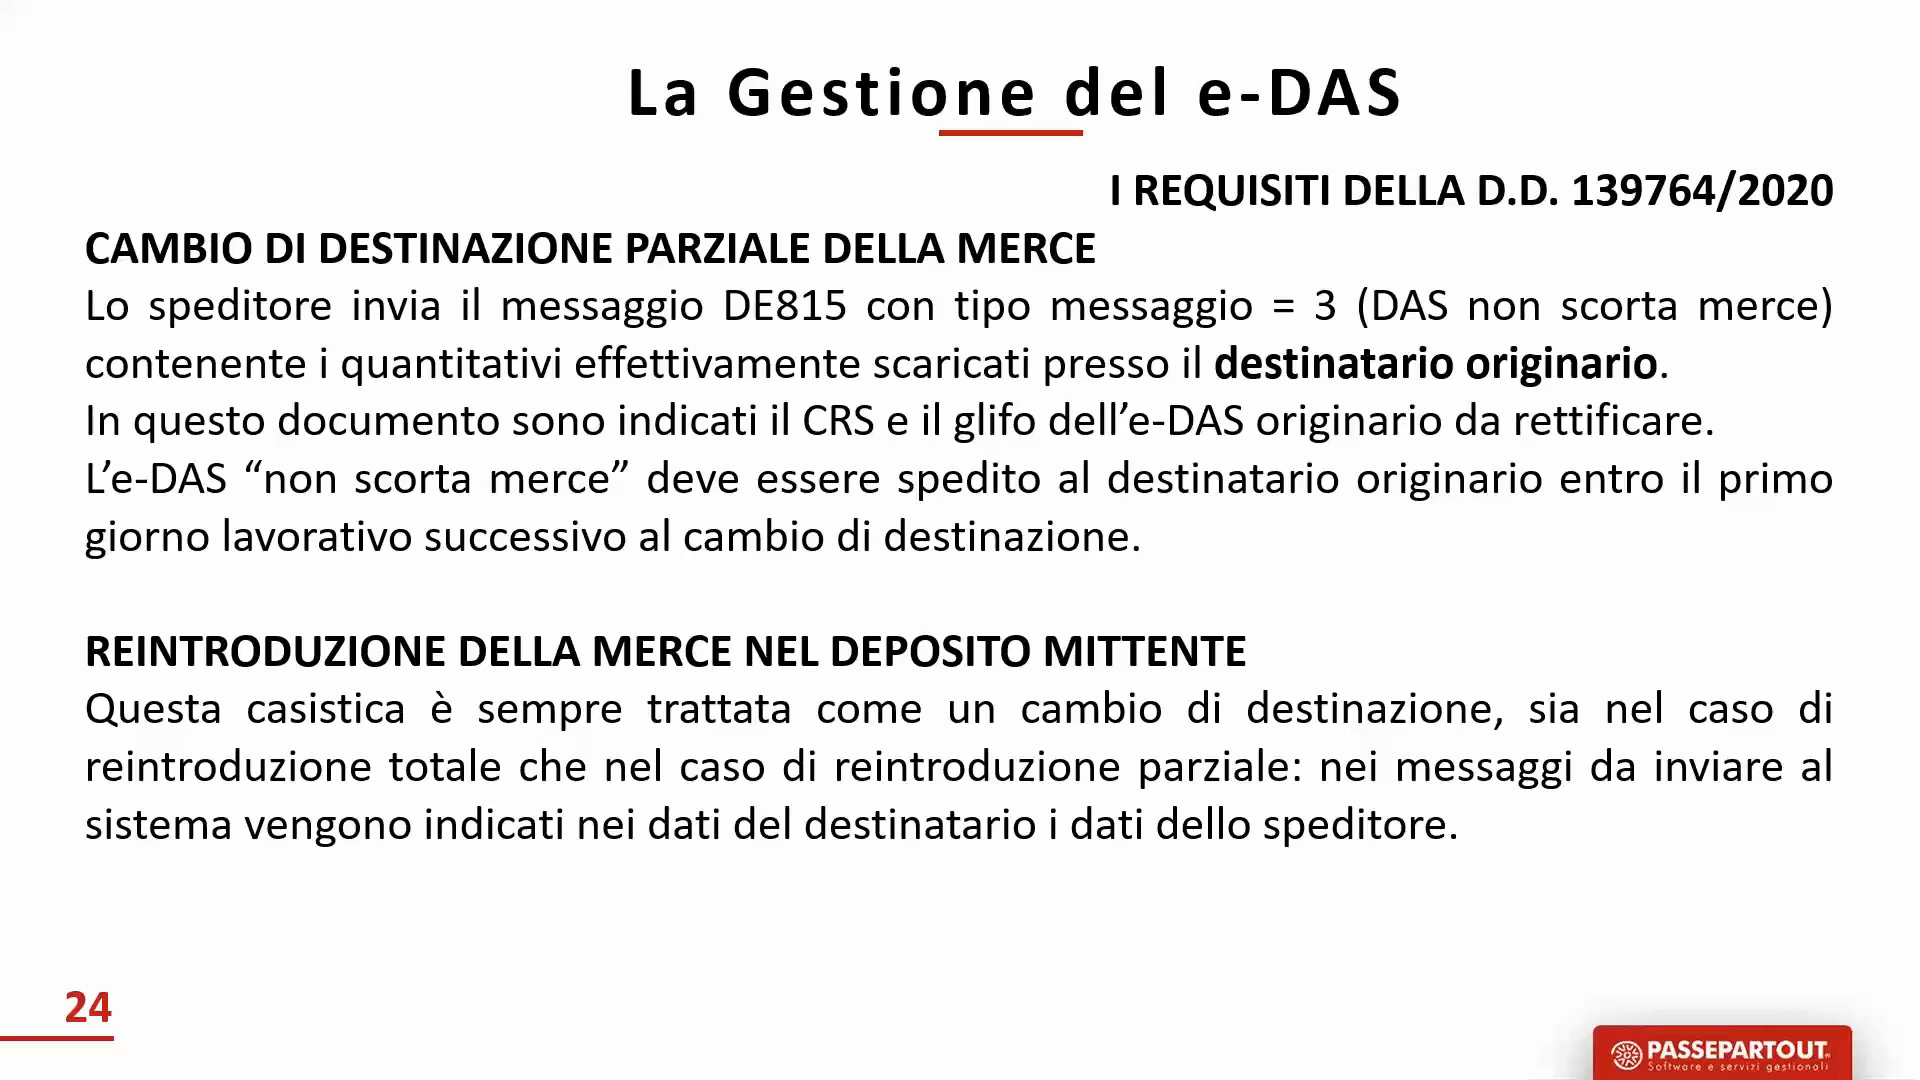 La Gestione del e-DAS
I REQUISITI DELLA D.D. 139764/2020
CAMBIO DI DESTINAZIONE PARZIALE DELLA MERCE
Lo speditore invia il messaggio DE815 con tipo messaggio = 3 (DAS non scorta merce)
contenente i quantitativi effettivamente scaricati presso il destinatario originario.
In questo documento sono indicati il CRS e il glifo dell’e-DAS originario da rettificare.
L’e-DAS “non scorta merce” deve essere spedito al destinatario originario entro il primo
giorno lavorativo successivo al cambio di destinazione.
REINTRODUZIONE DELLA MERCE NEL DEPOSITO MITTENTE
Questa casistica è sempre trattata come un cambio di destinazione, sia nel caso di
reintroduzione totale che nel caso di reintroduzione parziale: nei messaggi da inviare al
sistema vengono indicati nei dati del destinatario i dati dello speditore.
24
PASSEPARTOUT
Software e servizi gestionali